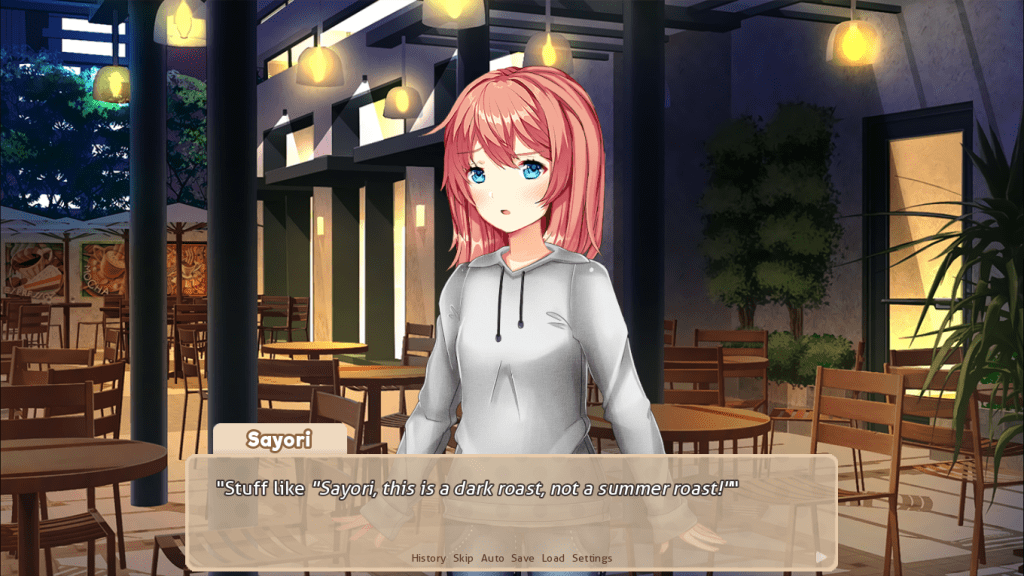 Sayori
"Stuff like "Sayori, this is a dark roast, not a summer roast!""
History Skip Auto Save Load Settings